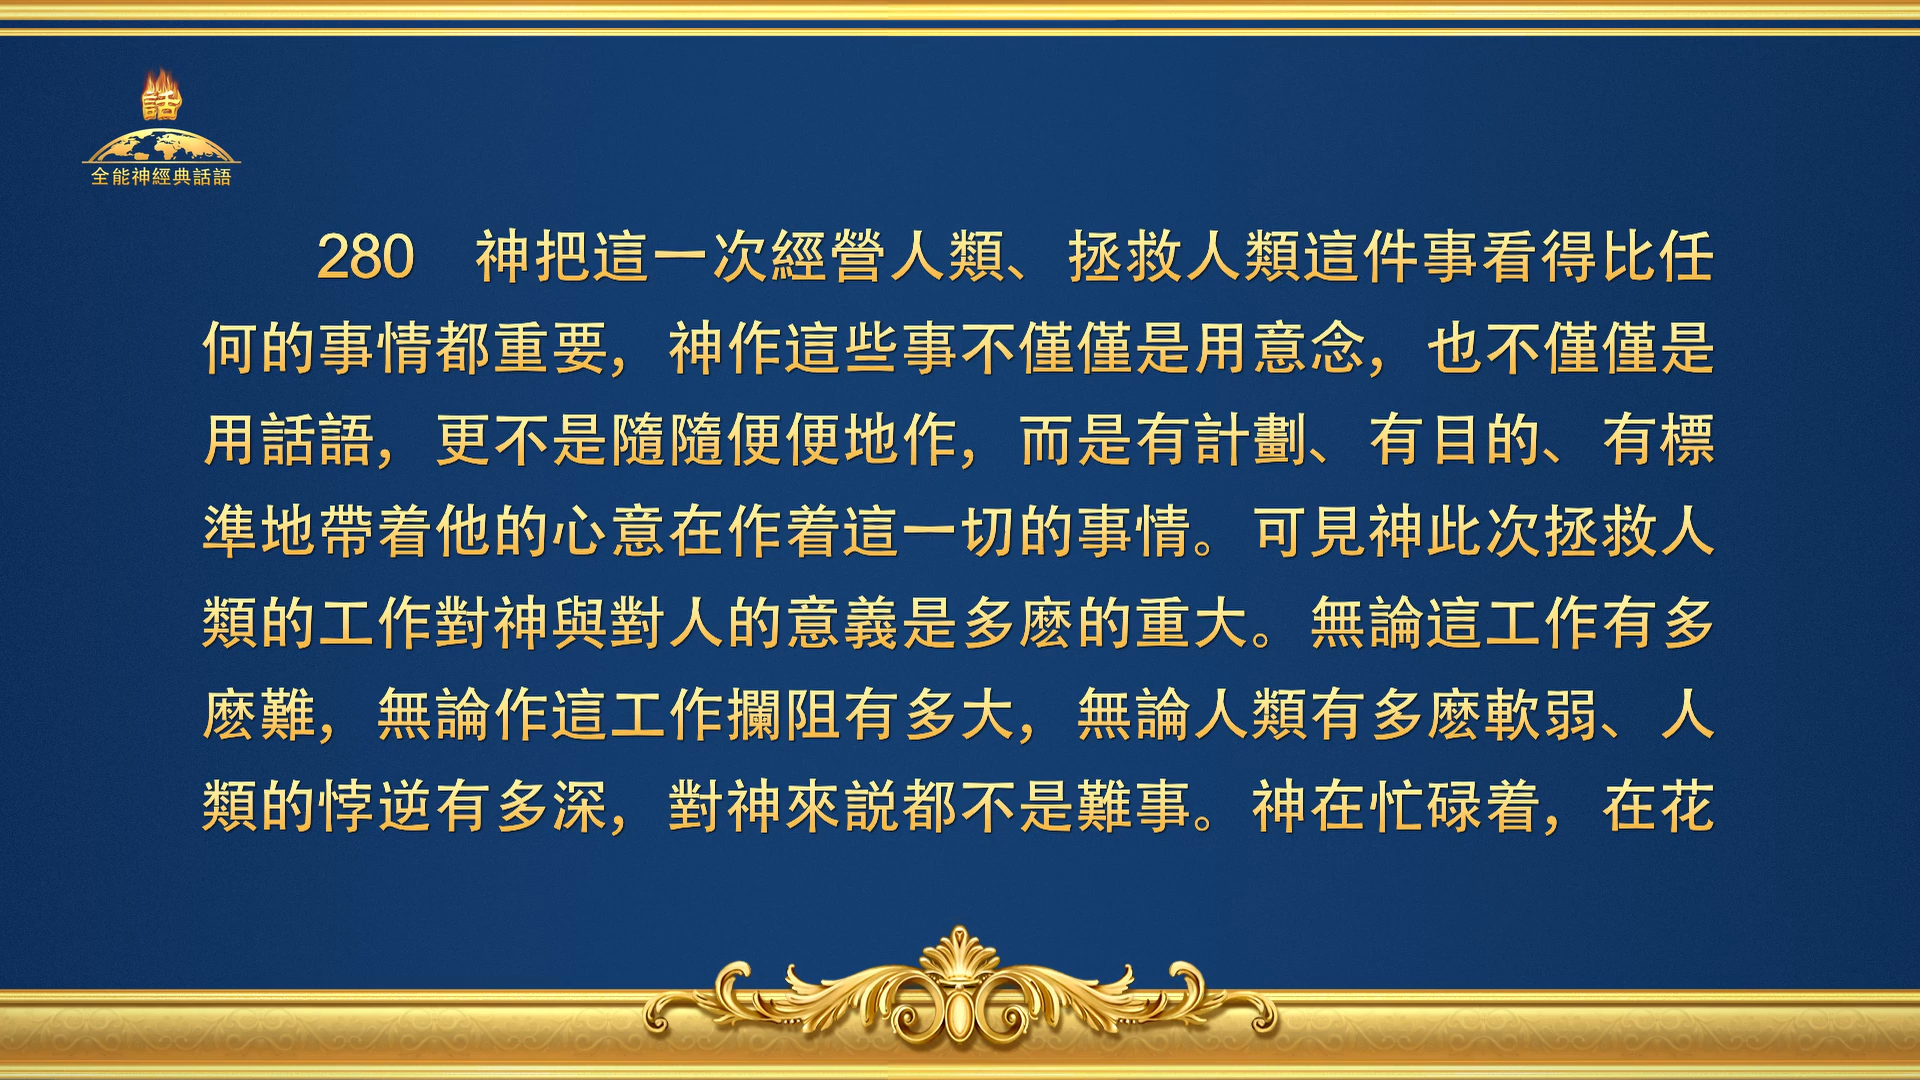 話
全能神經典話語
280　神把這一次經營人類、拯救人類這件事看得比任
何的事情都重要，神作這些事不僅僅是用意念，也不僅僅是
用話語，更不是隨隨便便地作，而是有計劃、有目的、有標
準地帶着他的心意在作着這一切的事情。可見神此次拯救人
類的工作對神與對人的意義是多麽的重大。無論這工作有多
麽難，無論作這工作攔阻有多大，無論人類有多麽軟弱、人
類的悖逆有多深，對神來説都不是難事。神在忙碌着，在花